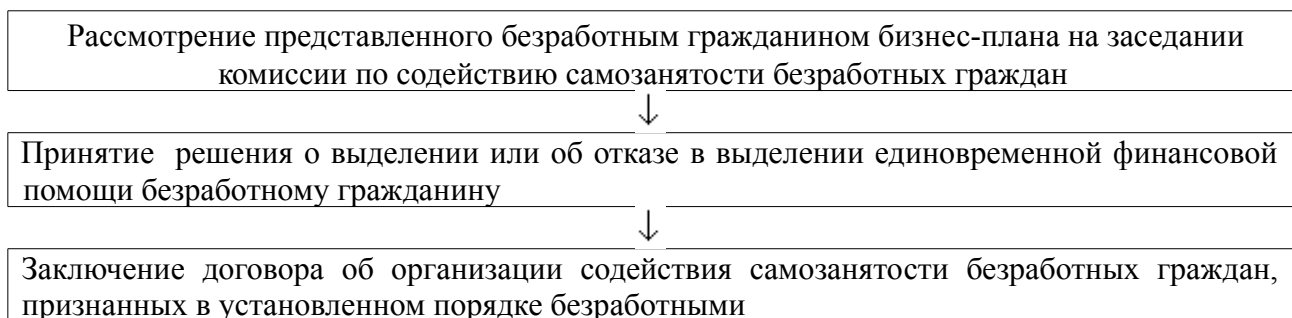 Рассмотрение представленного безработным гражданином бизнес-плана на заседании
комиссии по содействию самозанятости безработных граждан
↓
Принятие решения о выделении или об отказе в выделении единовременной финансовой
помощи безработному гражданину
↓
Заключение договора об организации содействия самозанятости безработных граждан,
признанных в установленном порядке безработными